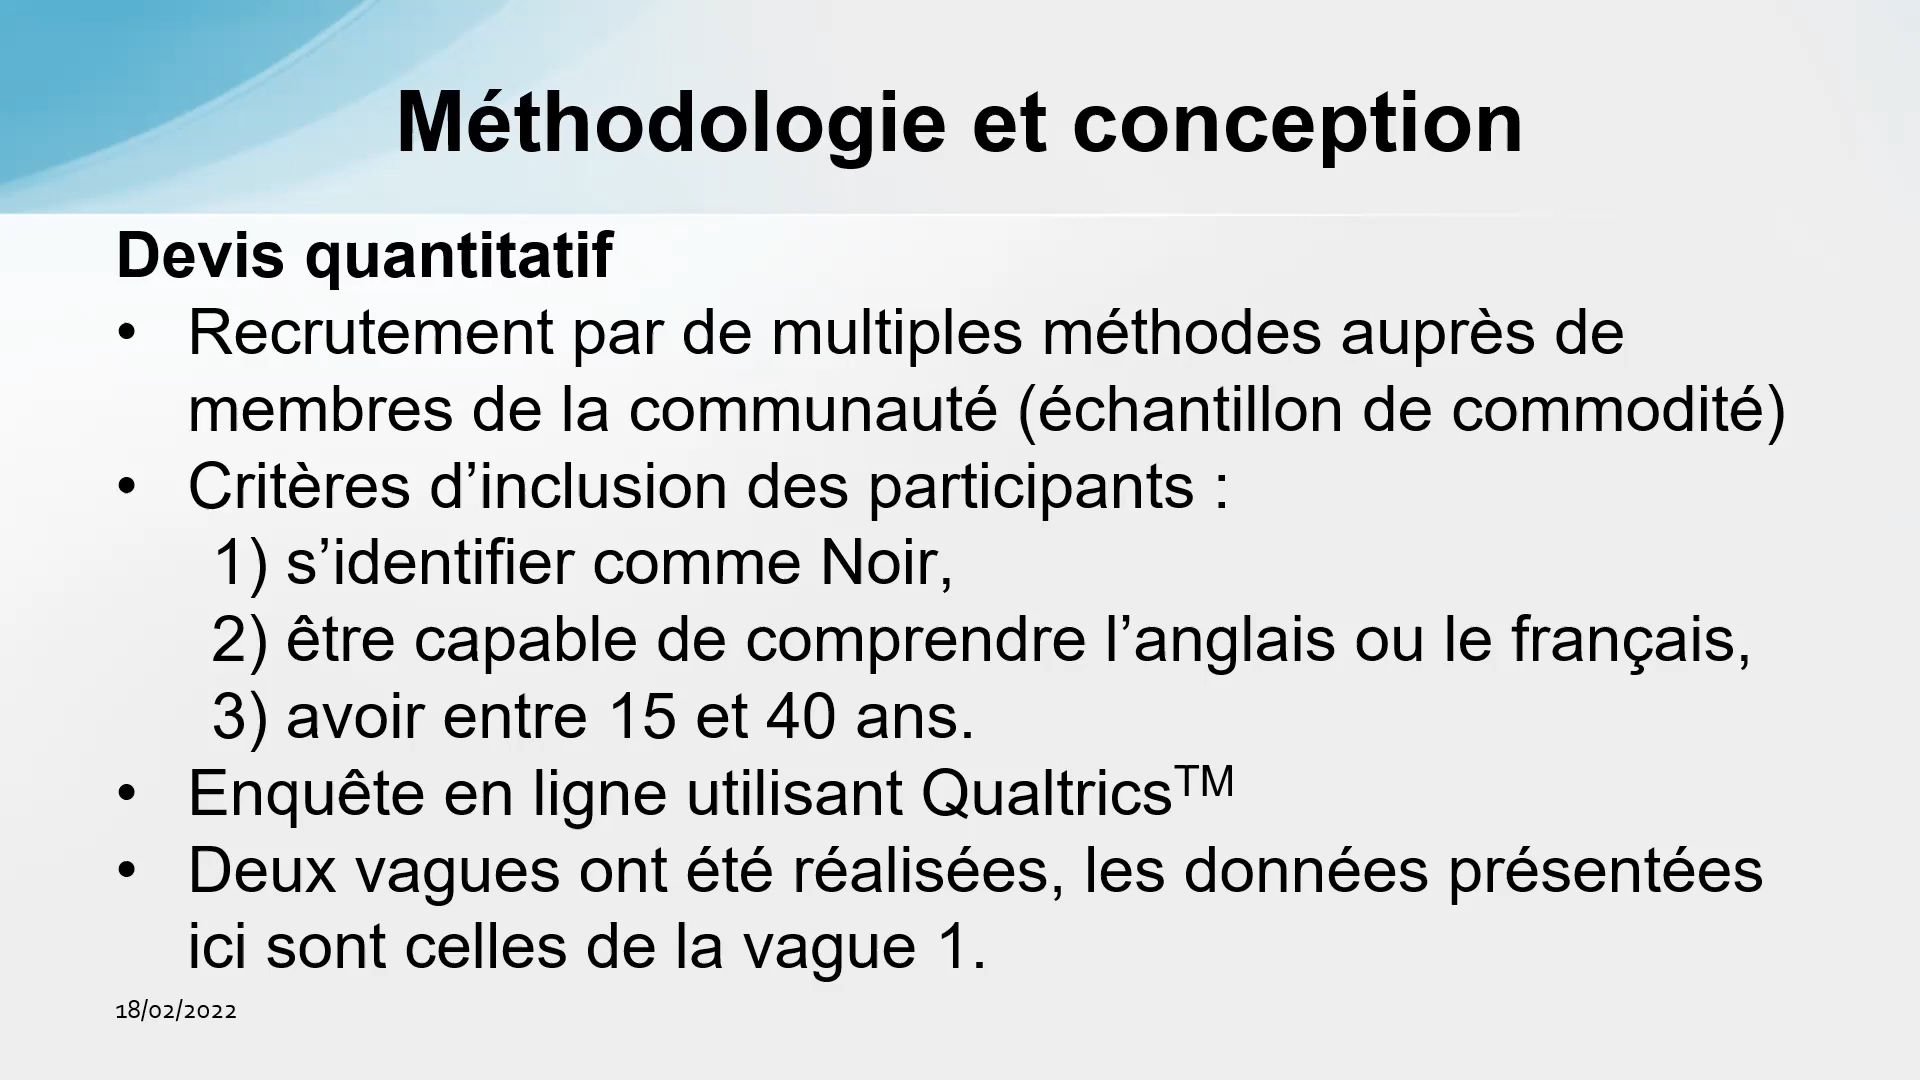 Méthodologie et conception
Devis quantitatif
• Recrutement par de multiples méthodes auprès de
membres de la communauté (échantillon de commodité)
• Critères d’inclusion des participants :
1) s’identifier comme Noir,
2) être capable de comprendre l’anglais ou le français,
3) avoir entre 15 et 40 ans.
• Enquête en ligne utilisant Qualtrics™
• Deux vagues ont été réalisées, les données présentées
ici sont celles de la vague 1.
18/02/2022